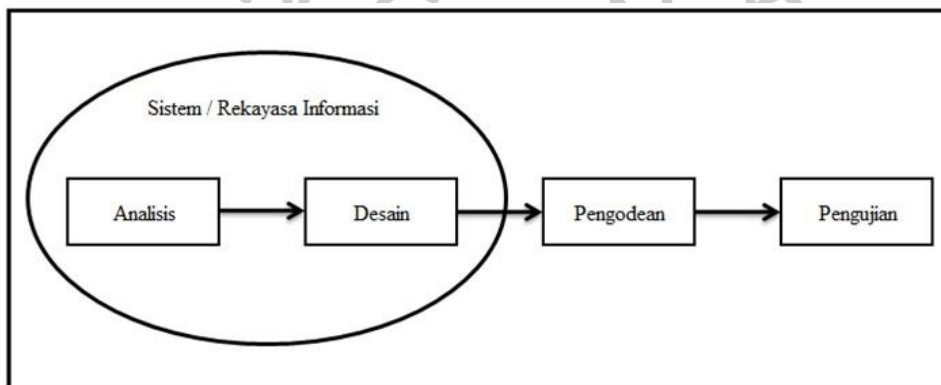 Sistem / Rekayasa Informasi
Analisis
Desain
Pengodean
Pengujian